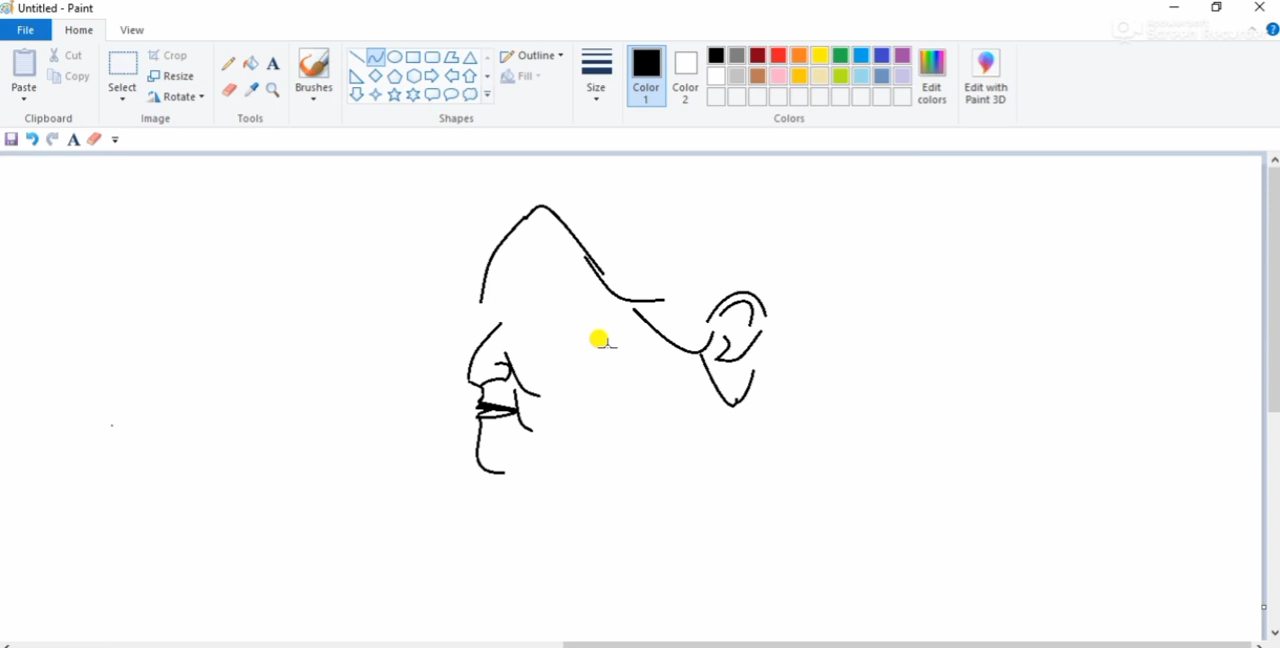 Untitled - Paint
File
Home
View
Paste
Cut
Copy
Clipboard
Select
Crop
Resize
Rotate
Image
A
Tools
Brushes
Outline
Fill
Shapes
Size
Color
1
Color
2
Edit
colors
Colors
Edit with
Paint 3D
A